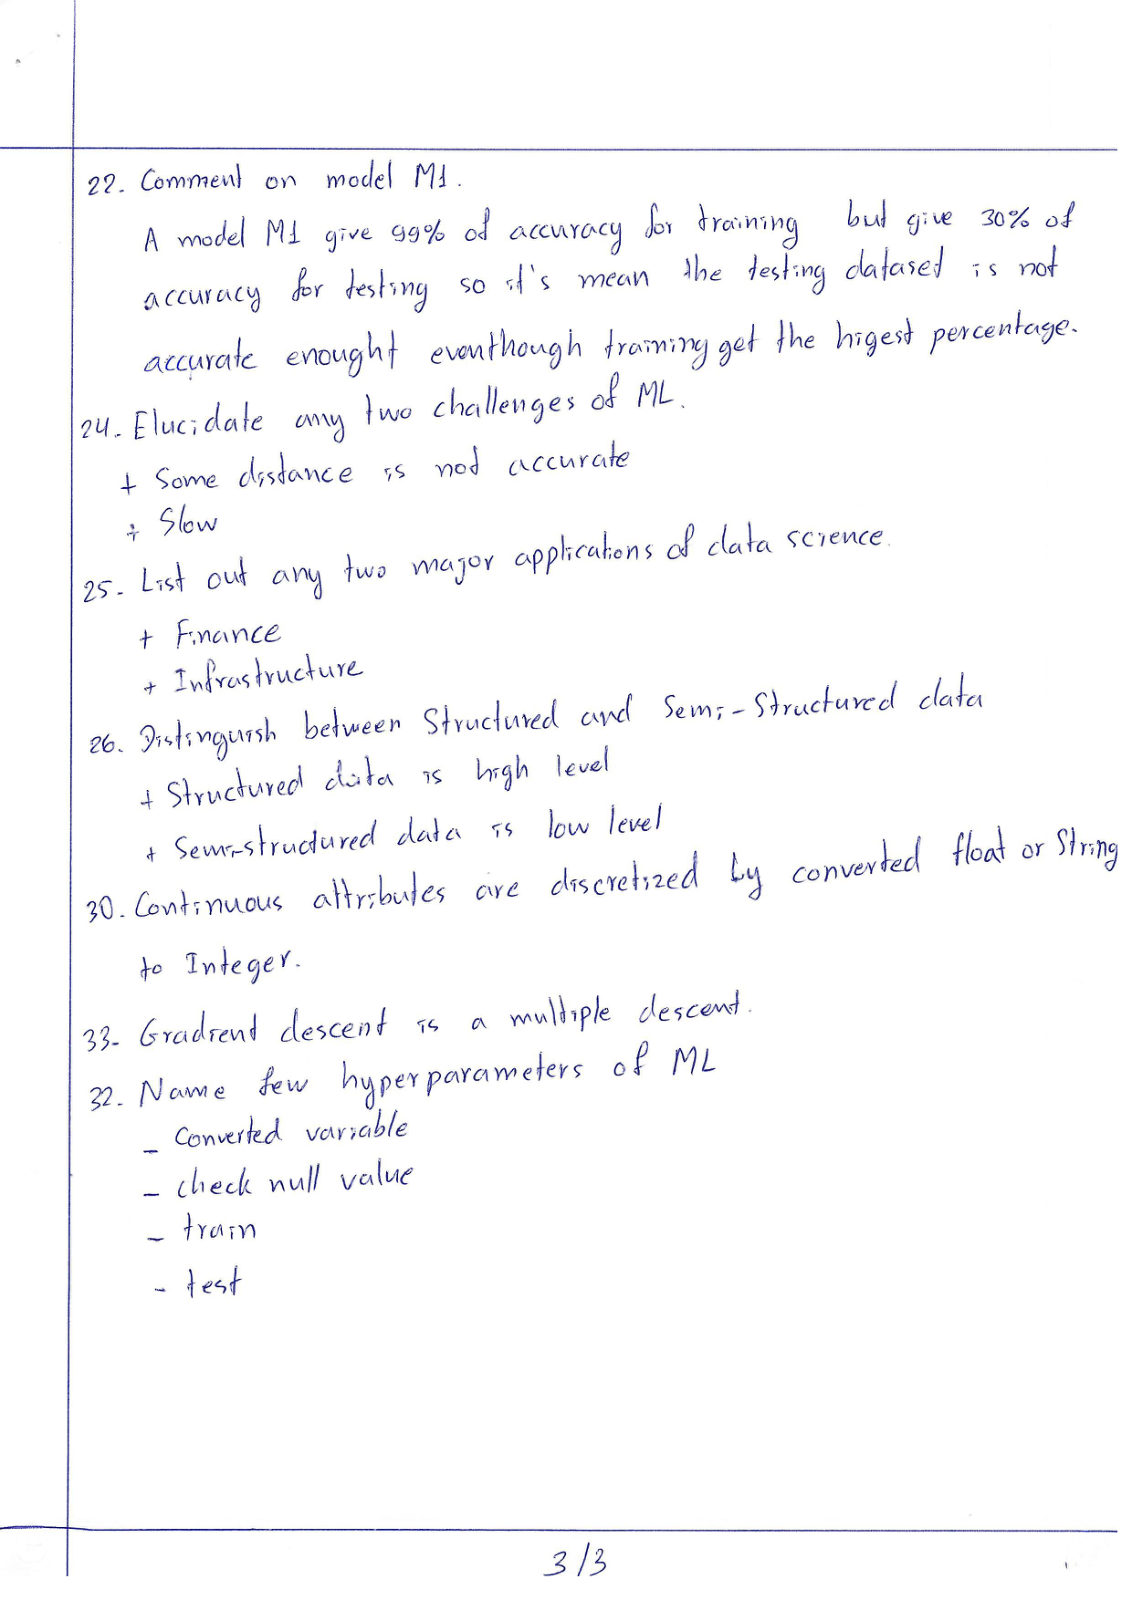 22. Comment on model M1.
A model M1 give 99% of accuracy for training but give 30% of
accuracy for testing so it's mean the testing dataset is not
accurate enought eventhough training get the higest percentage.
24. Elucidate any two challenges of ML.
+ Some distance is not accurate
+ Slow
25. List out any two major applications of data science.
+ Finance
+ Infrastructure
26. Distinguish between Structured and Semi-Structured data
+ Structured data is high level
+ Semi-structured data is low level
30. Continuous attributes are discretized by converted float or String
to Integer.
33. Gradient descent is a multiple descent.
32. Name few hyperparameters of ML
- Converted variable
- check null value
- train
- test
3/3